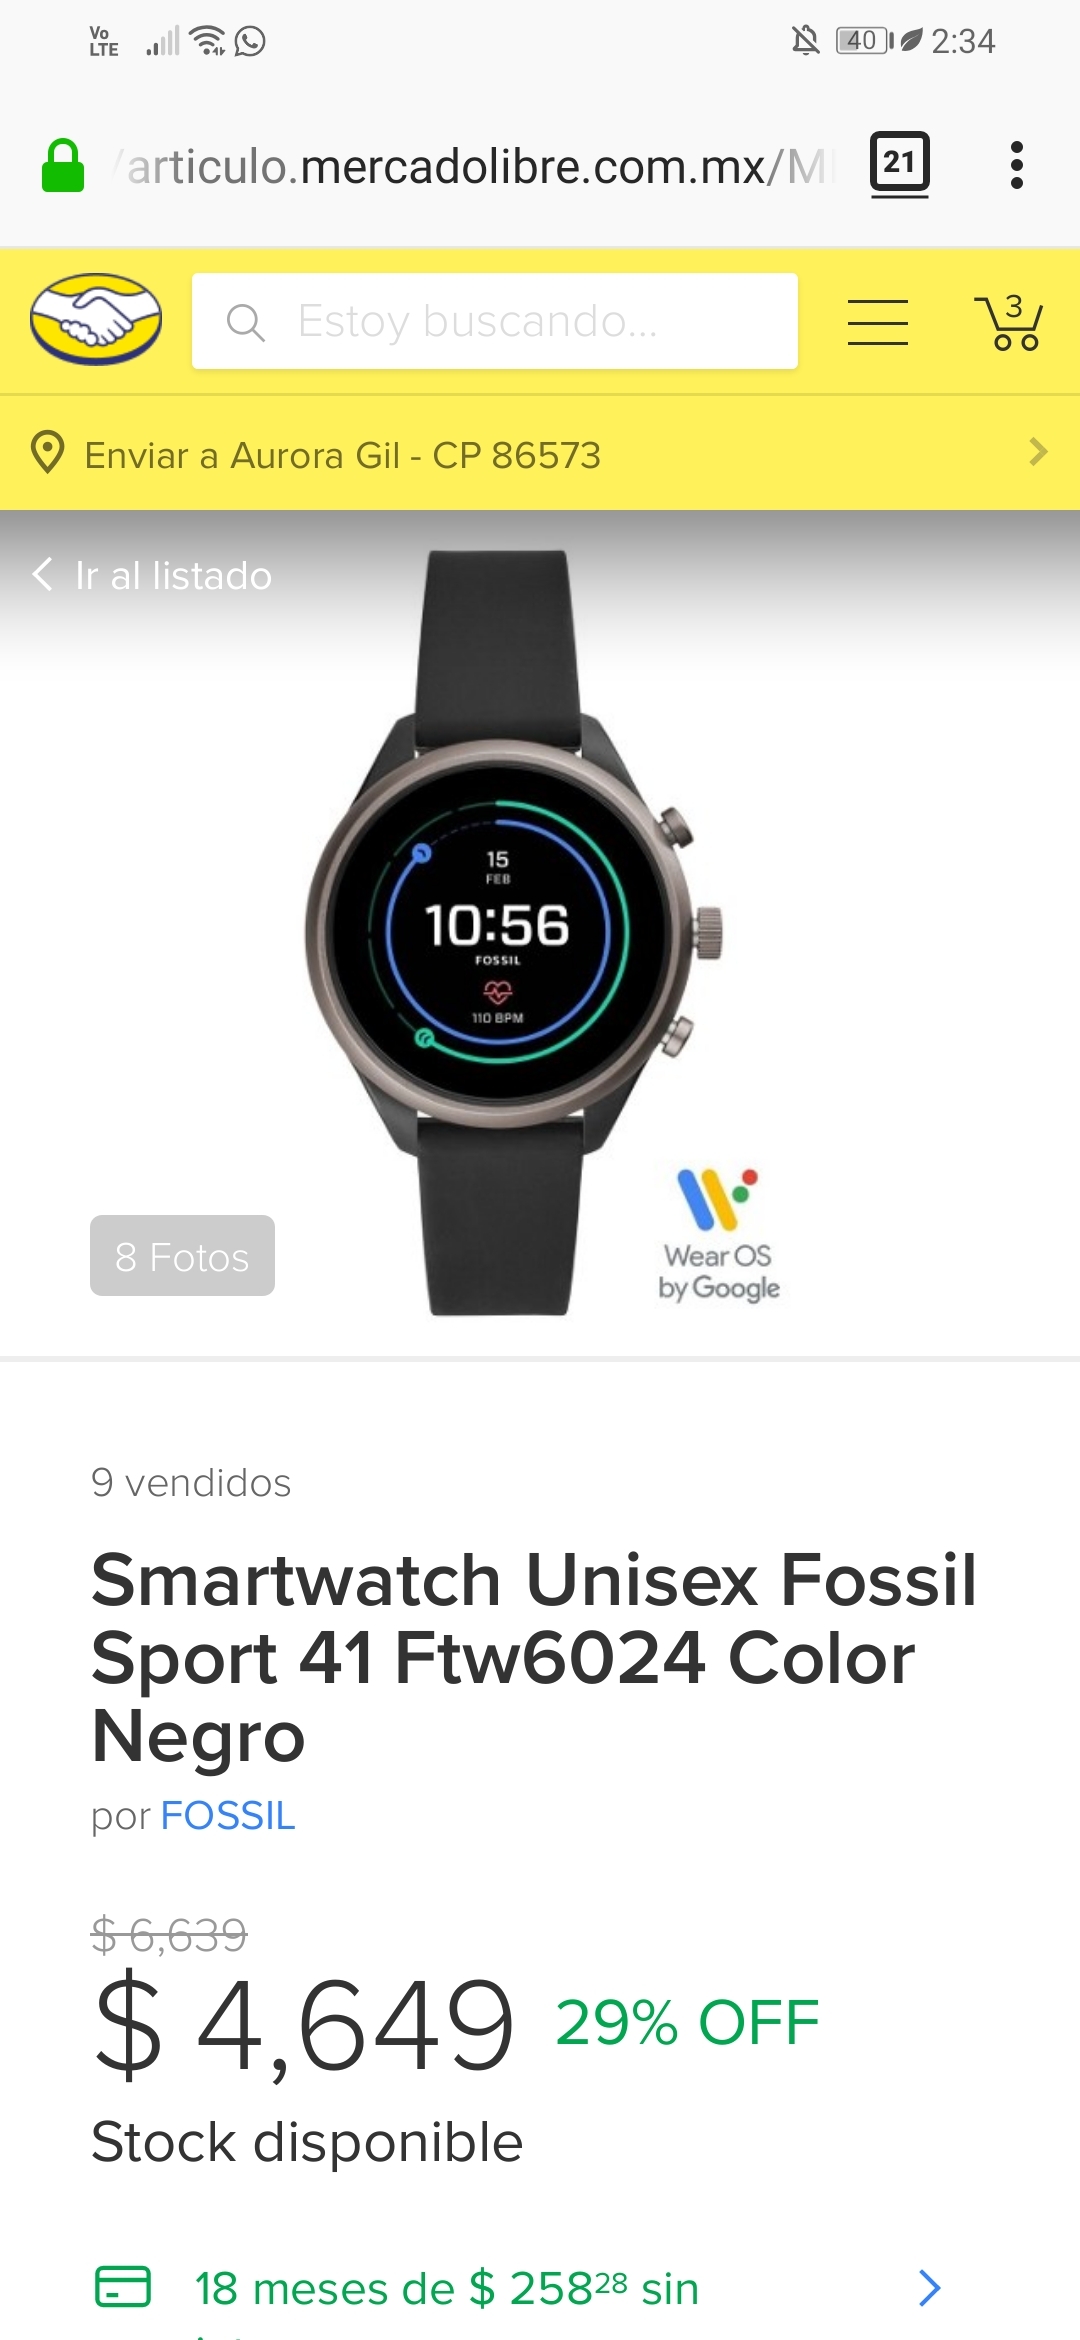 Vo
LTE
40
2:34
/articulo.mercadolibre.com.mx/M
21
Estoy buscando...
3
Enviar a Aurora Gil - CP 86573
Ir al listado
15
FEB
10:56
FOSSIL
110 BPM
8 Fotos
Wear OS
by Google
9 vendidos
Smartwatch Unisex Fossil
Sport 41 Ftw6024 Color
Negro
por FOSSIL
$ 6,639
$ 4,649 29% OFF
Stock disponible
18 meses de $ 258²⁸ sin